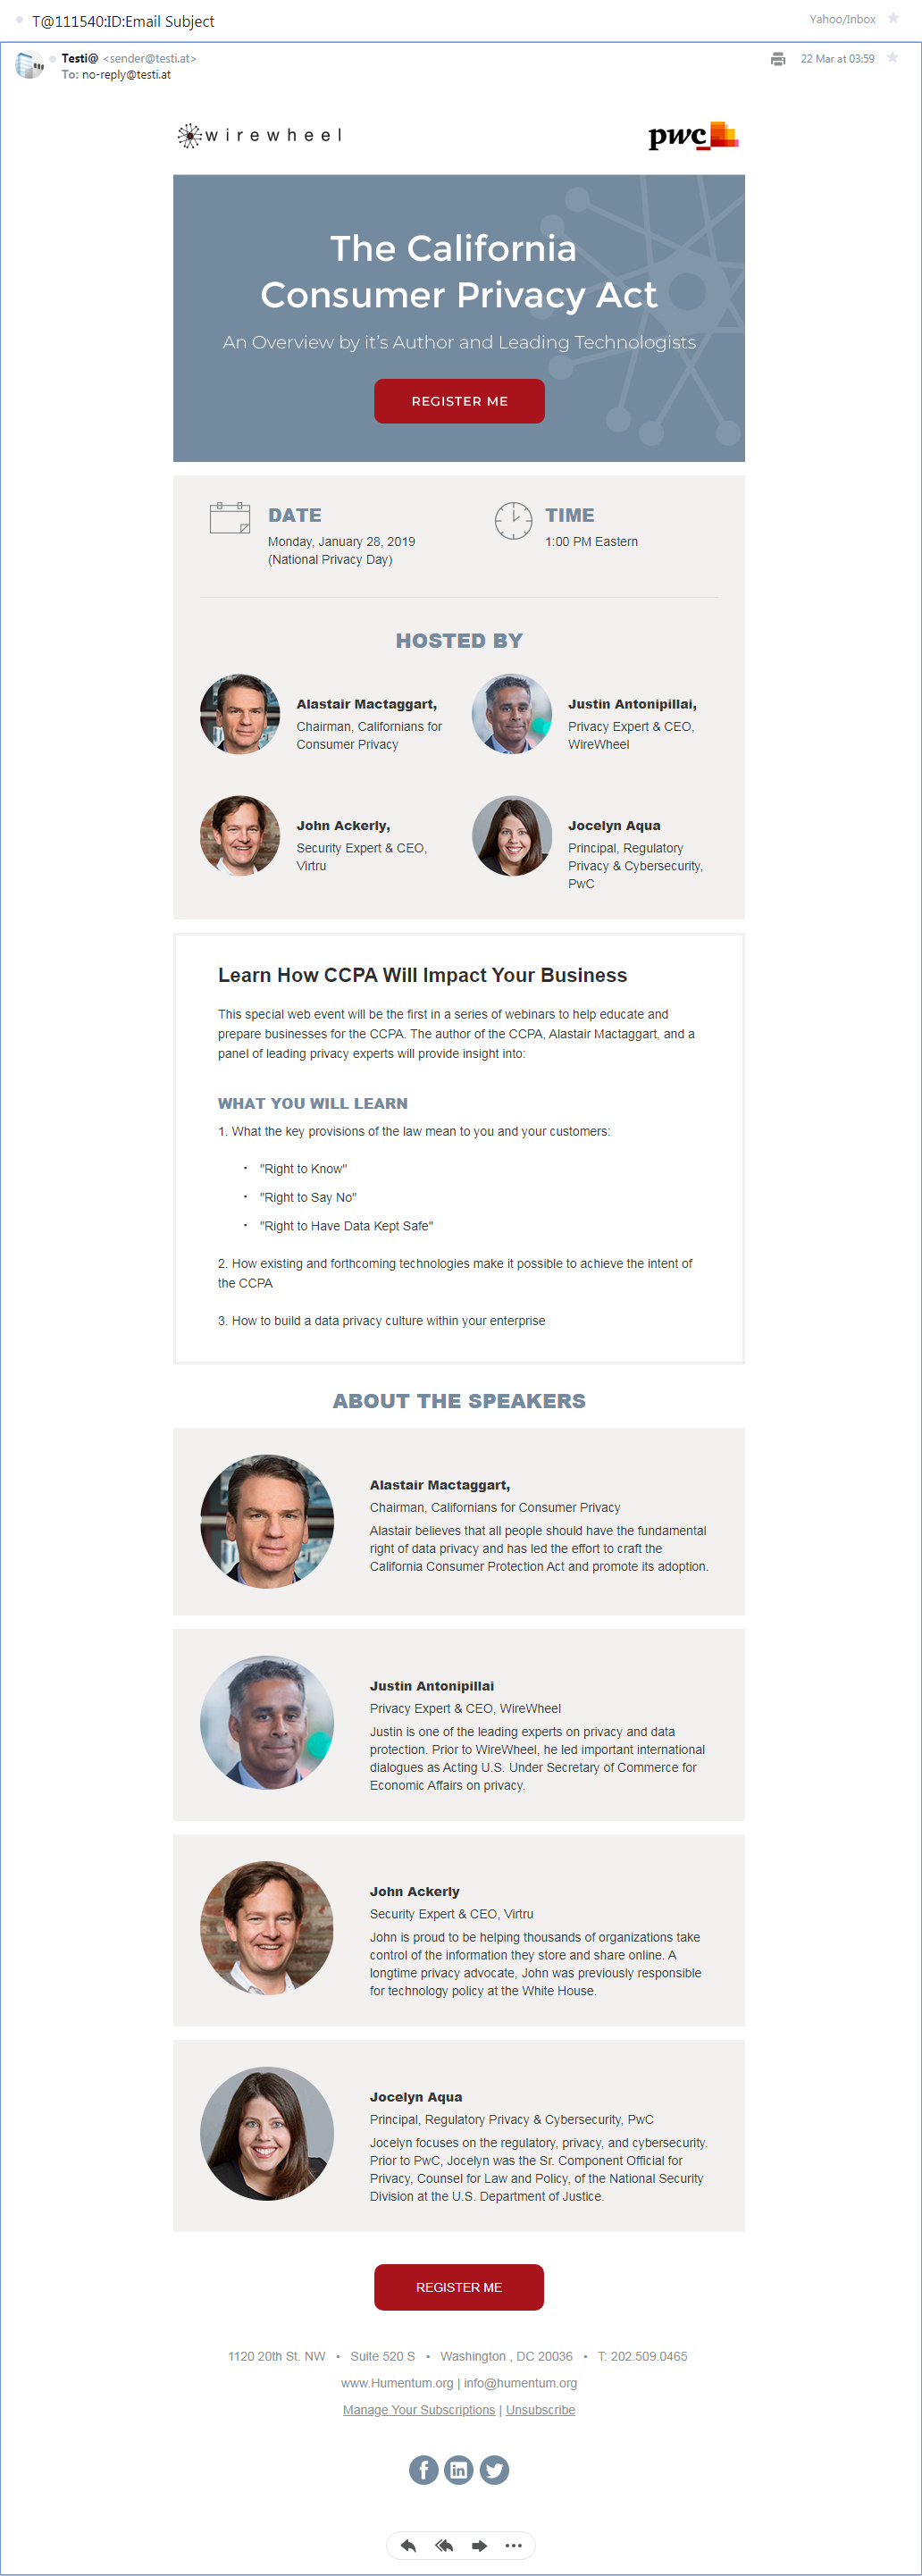 T@111540:ID:Email Subject
Yahoo/Inbox
Testi@ <sender@testi.at>
22 Mar at 03:59
To: no-reply@testi.at
wirewheel
pwc
The California
Consumer Privacy Act
An Overview by it's Author and Leading Technologists
REGISTER ME
DATE
Monday, January 28, 2019
(National Privacy Day)
TIME
1:00 PM Eastern
HOSTED BY
Alastair Mactaggart,
Chairman, Californians for
Consumer Privacy
Justin Antonipillai,
Privacy Expert & CEO,
WireWheel
John Ackerly,
Security Expert & CEO,
Virtru
Jocelyn Aqua
Principal, Regulatory
Privacy & Cybersecurity,
PwC
Learn How CCPA Will Impact Your Business
This special web event will be the first in a series of webinars to help educate and
prepare businesses for the CCPA. The author of the CCPA, Alastair Mactaggart, and a
panel of leading privacy experts will provide insight into:
WHAT YOU WILL LEARN
1. What the key provisions of the law mean to you and your customers:
• "Right to Know"
• "Right to Say No"
• "Right to Have Data Kept Safe"
2. How existing and forthcoming technologies make it possible to achieve the intent of
the CCPA
3. How to build a data privacy culture within your enterprise
ABOUT THE SPEAKERS
Alastair Mactaggart,
Chairman, Californians for Consumer Privacy
Alastair believes that all people should have the fundamental
right of data privacy and has led the effort to craft the
California Consumer Protection Act and promote its adoption.
Justin Antonipillai
Privacy Expert & CEO, WireWheel
Justin is one of the leading experts on privacy and data
protection. Prior to WireWheel, he led important international
dialogues as Acting U.S. Under Secretary of Commerce for
Economic Affairs on privacy.
John Ackerly
Security Expert & CEO, Virtru
John is proud to be helping thousands of organizations take
control of the information they store and share online. A
longtime privacy advocate, John was previously responsible
for technology policy at the White House.
Jocelyn Aqua
Principal, Regulatory Privacy & Cybersecurity, PwC
Jocelyn focuses on the regulatory, privacy, and cybersecurity.
Prior to PwC, Jocelyn was the Sr. Component Official for
Privacy, Counsel for Law and Policy, of the National Security
Division at the U.S. Department of Justice.
REGISTER ME
1120 20th St. NW • Suite 520 S • Washington , DC 20036 • T: 202.509.0465
www.Humentum.org | info@humentum.org
Manage Your Subscriptions | Unsubscribe